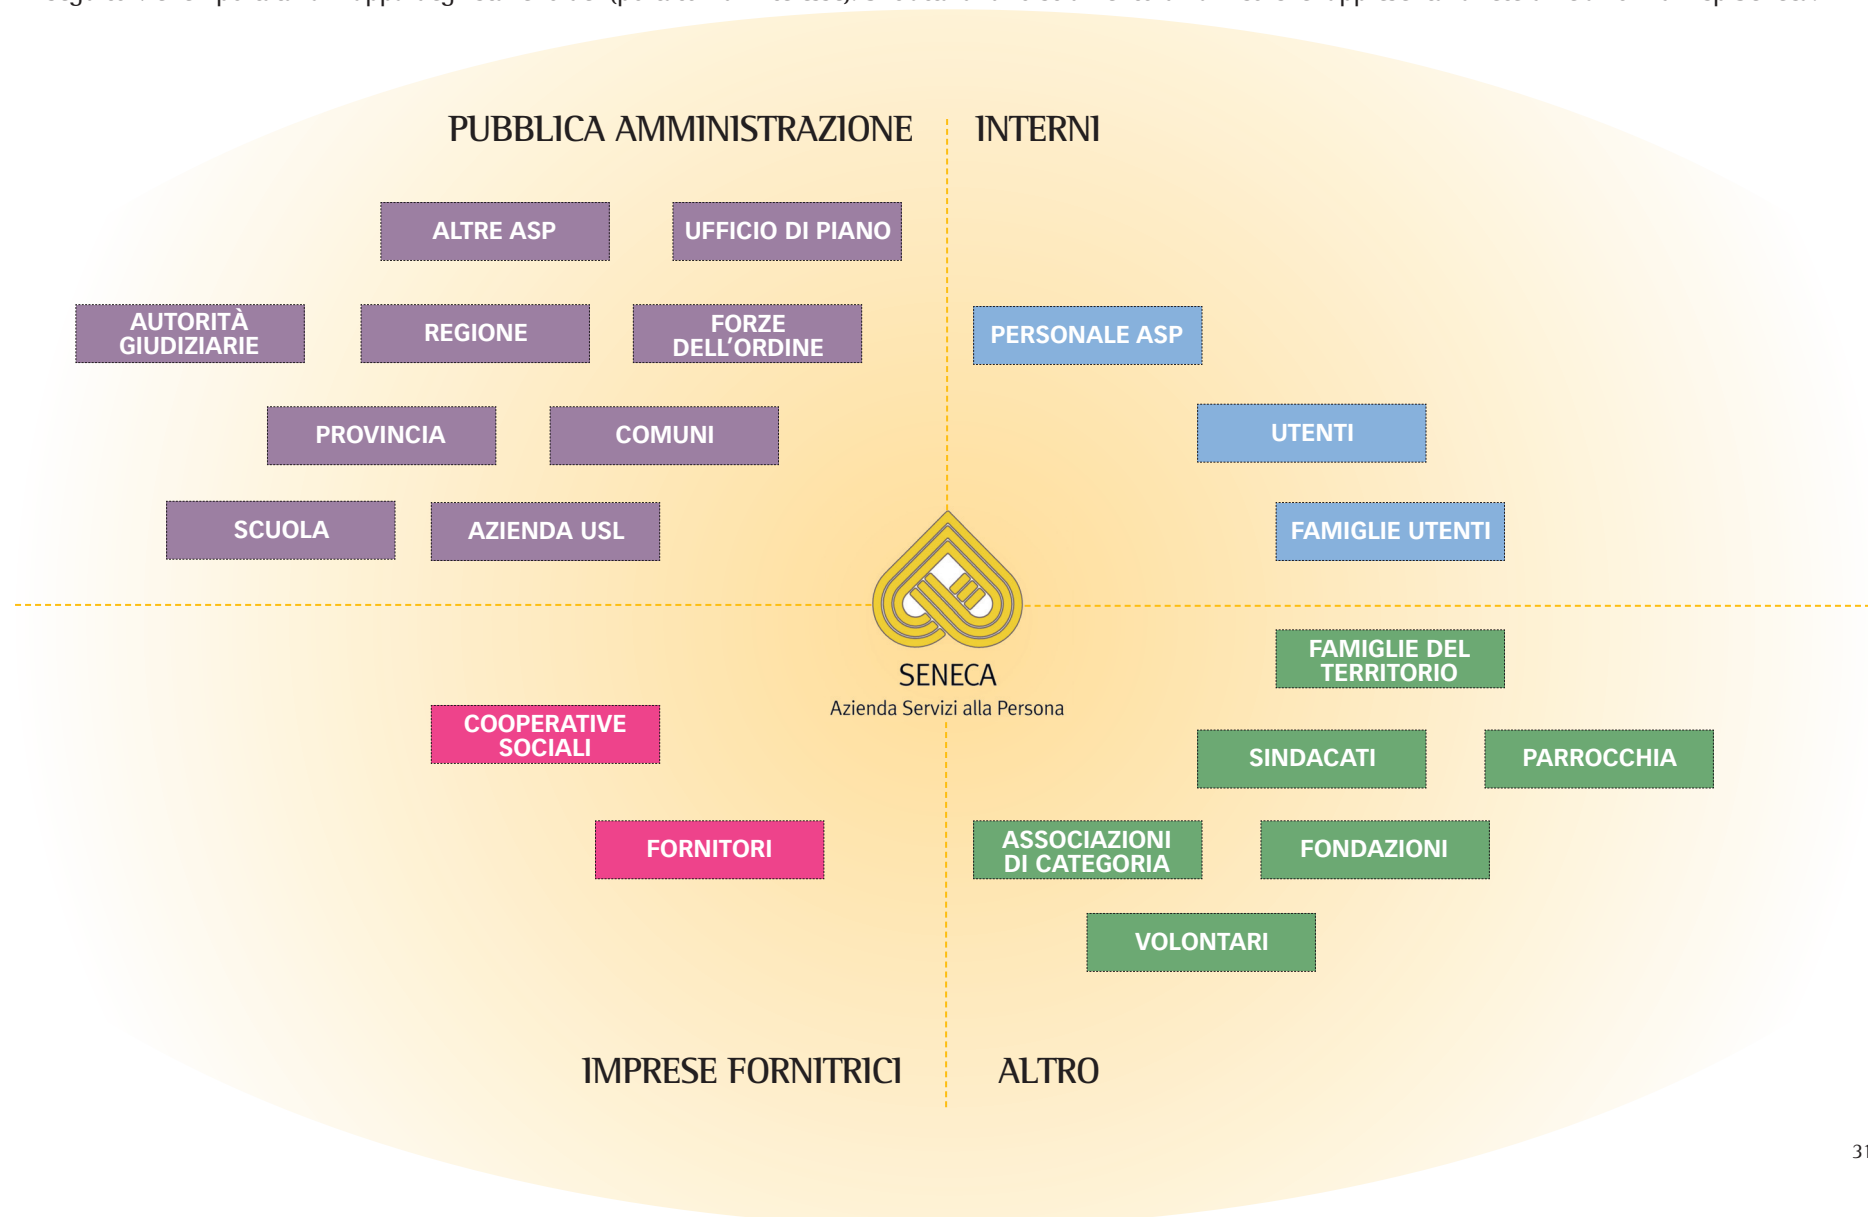 PUBBLICA AMMINISTRAZIONE
INTERNI
ALTRE ASP
UFFICIO DI PIANO
AUTORITÀ
GIUDIZIARIE
REGIONE
FORZE
DELL'ORDINE
PERSONALE ASP
PROVINCIA
COMUNI
UTENTI
SCUOLA
AZIENDA USL
FAMIGLIE UTENTI
SENECA
Azienda Servizi alla Persona
FAMIGLIE DEL
TERRITORIO
COOPERATIVE
SOCIALI
SINDACATI
PARROCCHIA
FORNITORI
ASSOCIAZIONI
DI CATEGORIA
FONDAZIONI
VOLONTARI
IMPRESE FORNITRICI
ALTRO
31